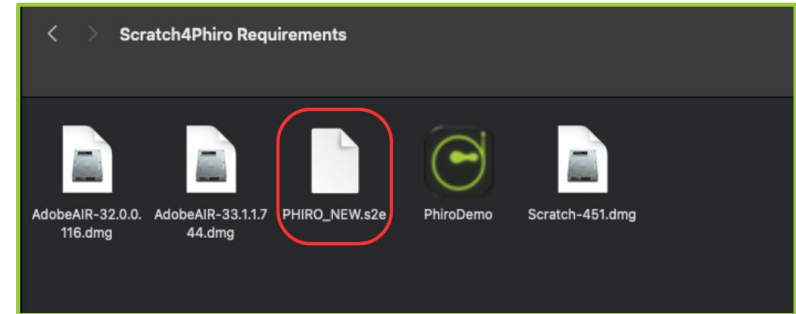 Scratch4Phiro Requirements
AdobeAIR-32.0.0.
116.dmg
AdobeAIR-33.1.1.7
44.dmg
PHIRO_NEW.s2e
PhiroDemo
Scratch-451.dmg